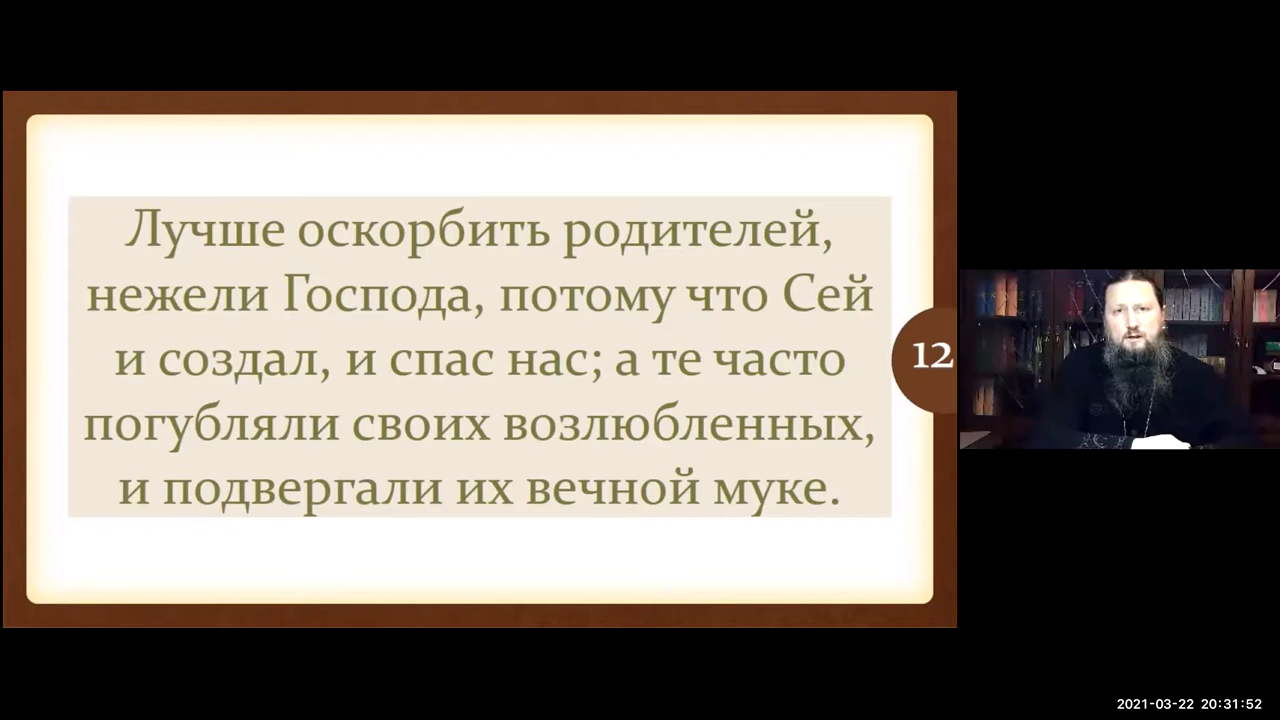 Лучше оскорбить родителей,
нежели Господа, потому что Сей
и создал, и спас нас; а те часто
погубляли своих возлюбленных,
и подвергали их вечной муке.
12
2021-03-22 20:31:52